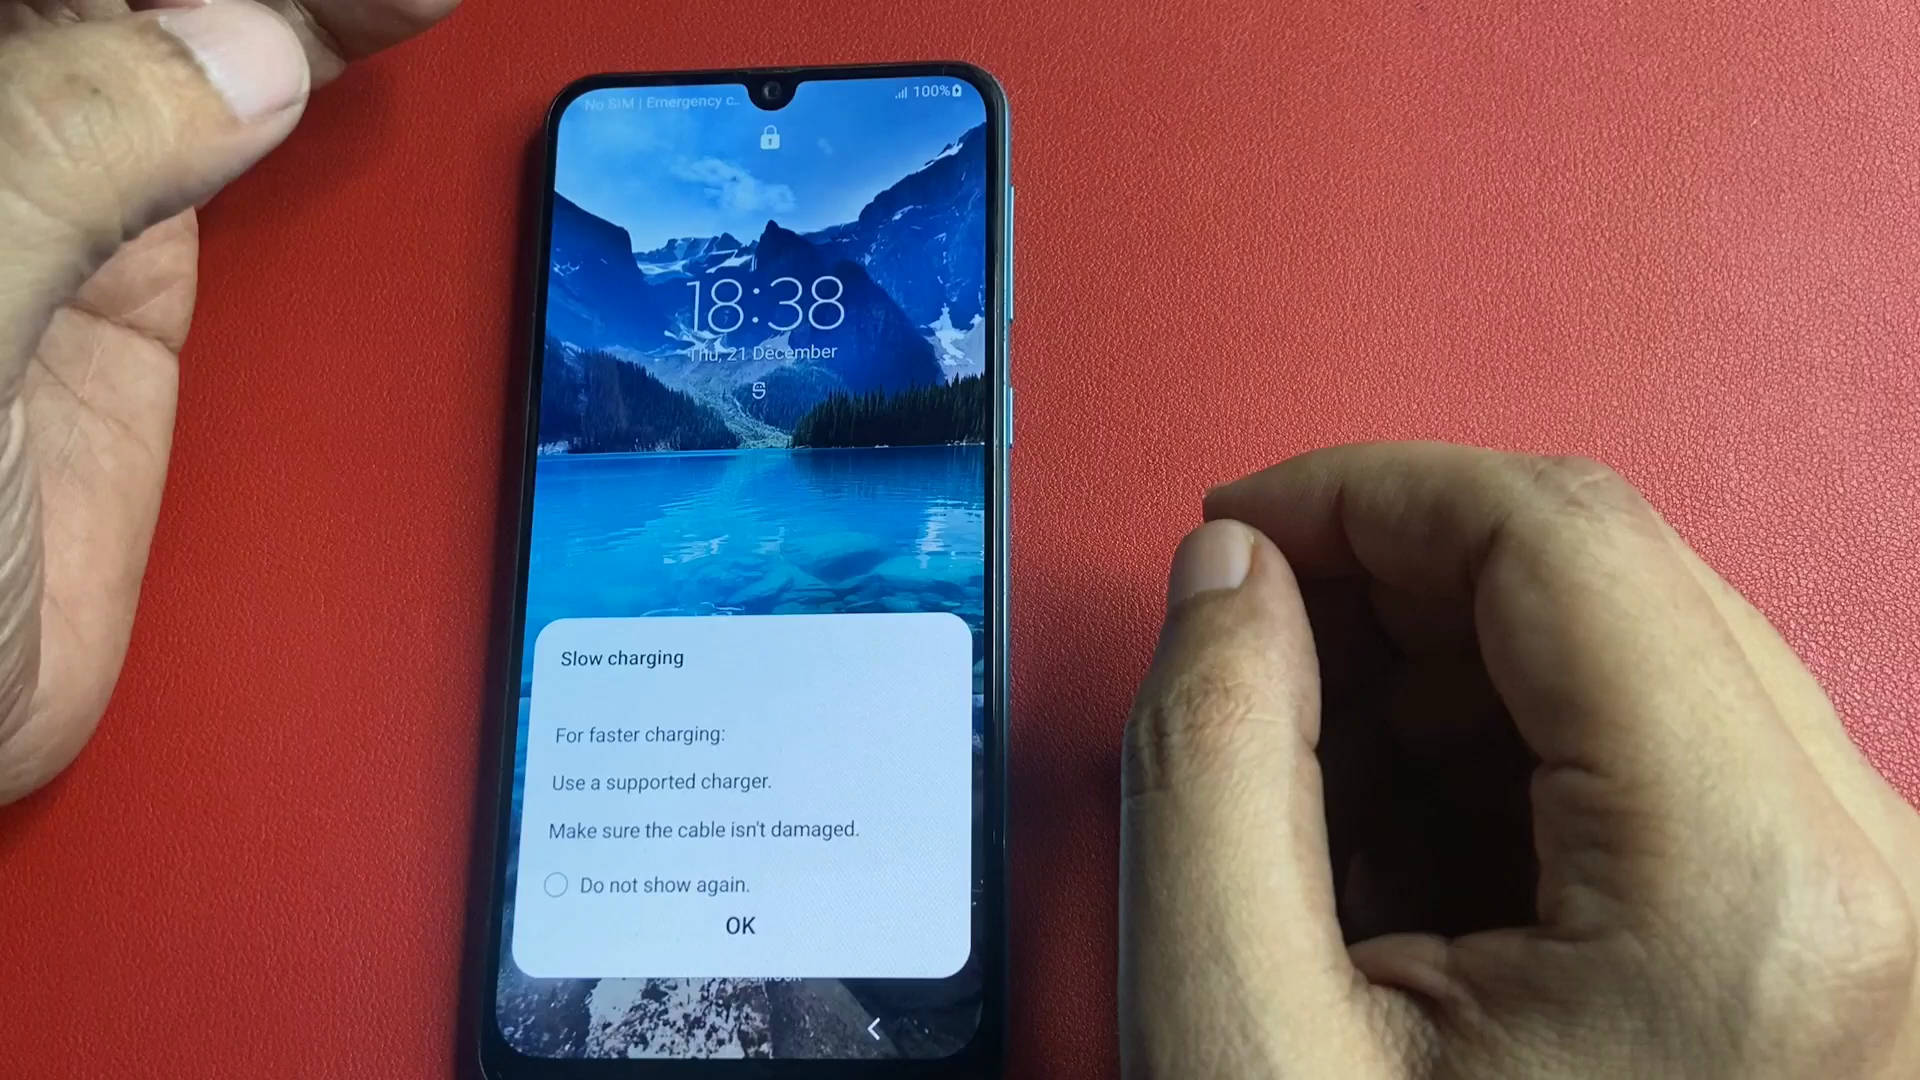 No SIM | Emergency c..
100%
18:38
Thu, 21 December
Slow charging
For faster charging:
Use a supported charger.
Make sure the cable isn't damaged.
Do not show again.
OK